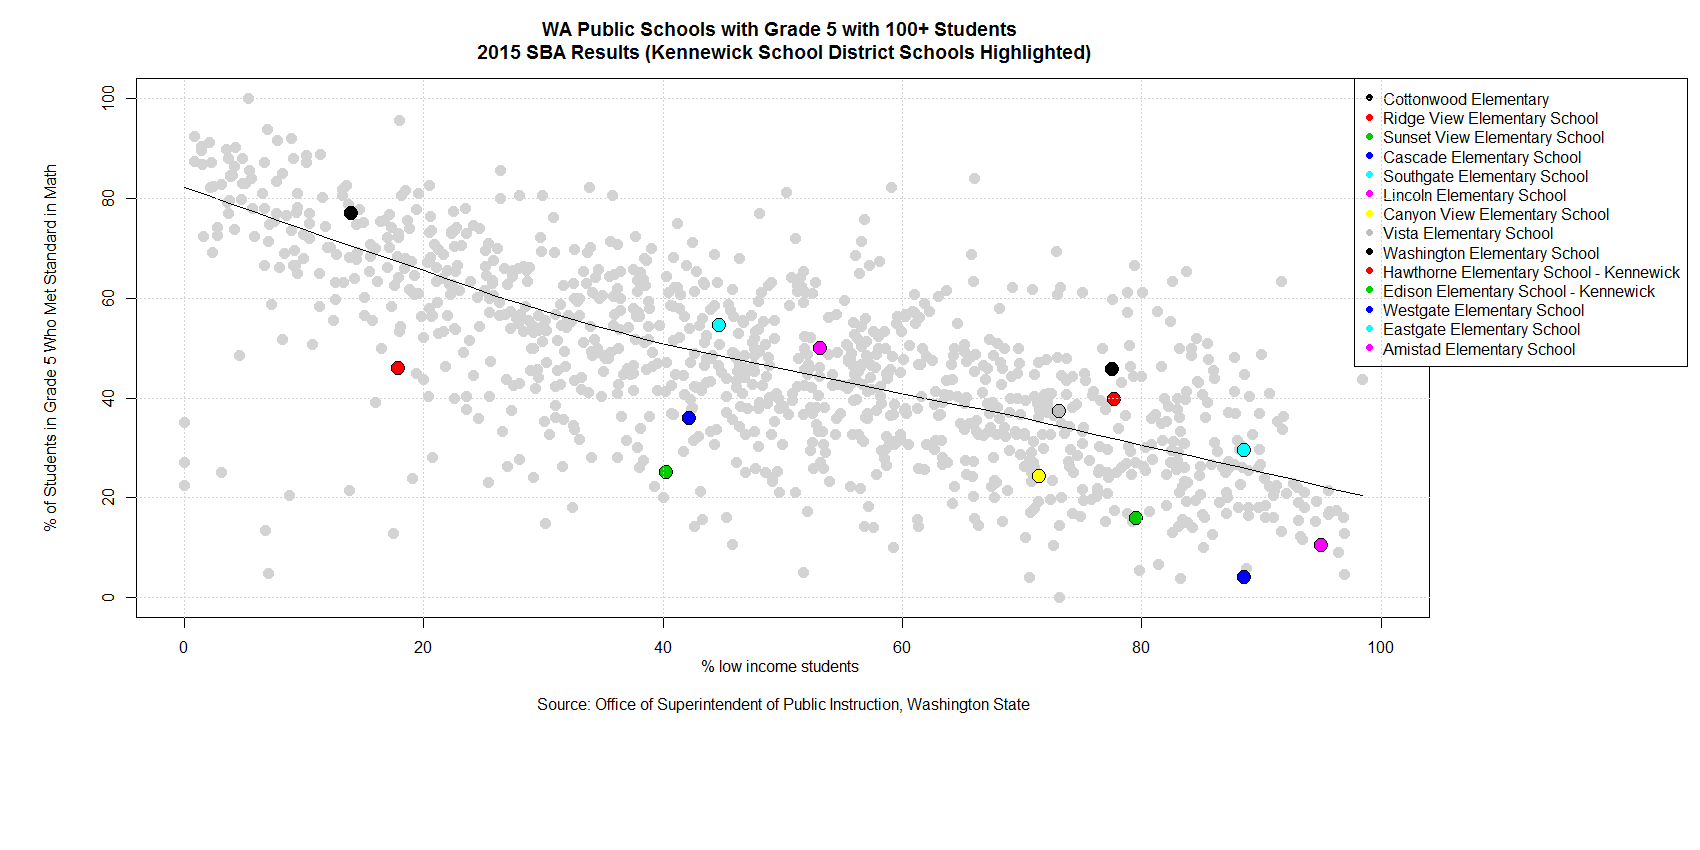 WA Public Schools with Grade 5 with 100+ Students
2015 SBA Results (Kennewick School District Schools Highlighted)
% of Students in Grade 5 Who Met Standard in Math
100
80
60
40
20
0
0 20 40 60 80 100
% low income students
Source: Office of Superintendent of Public Instruction, Washington State
Cottonwood Elementary
Ridge View Elementary School
Sunset View Elementary School
Cascade Elementary School
Southgate Elementary School
Lincoln Elementary School
Canyon View Elementary School
Vista Elementary School
Washington Elementary School
Hawthorne Elementary School - Kennewick
Edison Elementary School - Kennewick
Westgate Elementary School
Eastgate Elementary School
Amistad Elementary School